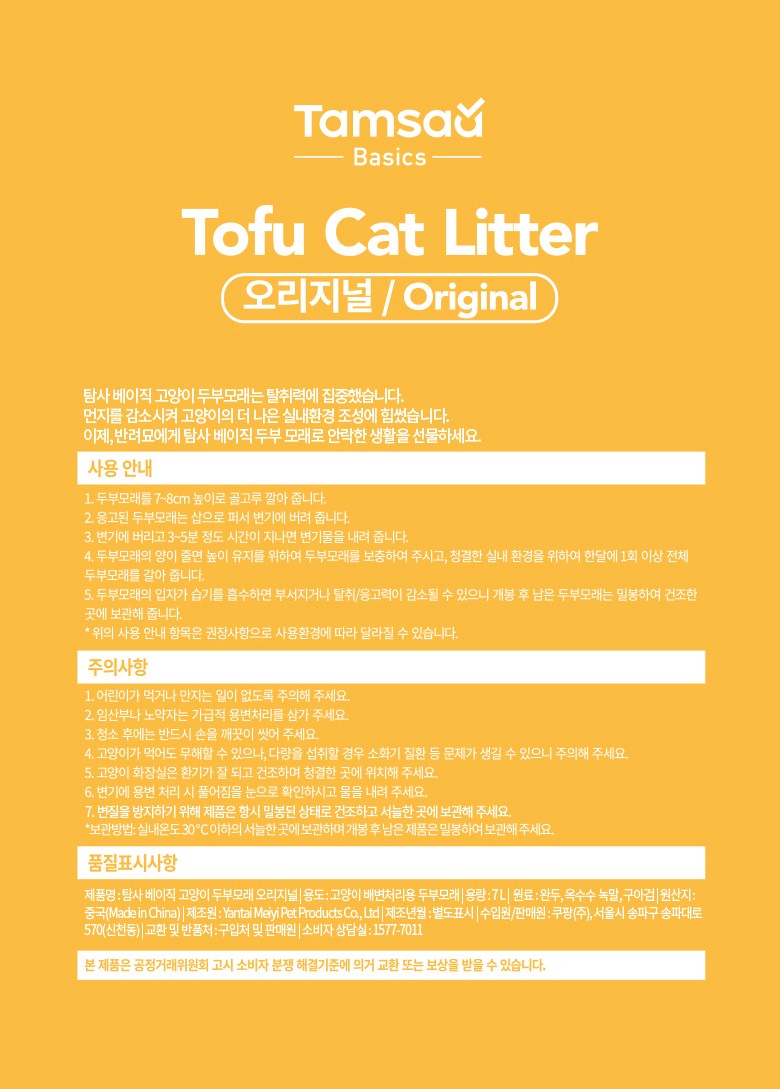 Tamsaa
Basics
Tofu Cat Litter
오리지널 / Original
탐사 베이직 고양이 두부모래는 탈취력에 집중했습니다.
먼지를 감소시켜 고양이의 더 나은 실내환경 조성에 힘썼습니다.
이제, 반려묘에게 탐사 베이직 두부 모래로 안락한 생활을 선물하세요.
사용 안내
1. 두부모래를 7~8cm 높이로 골고루 깔아 줍니다.
2. 응고된 두부모래는 삽으로 퍼서 변기에 버려 줍니다.
3. 변기에 버리고 3~5분 정도 시간이 지나면 변기물을 내려 줍니다.
4. 두부모래의 양이 줄면 높이 유지를 위하여 두부모래를 보충하여 주시고, 청결한 실내 환경을 위하여 한달에 1회 이상 전체
두부모래를 갈아 줍니다.
5. 두부모래의 입자가 습기를 흡수하면 부서지거나 탈취/응고력이 감소될 수 있으니 개봉 후 남은 두부모래는 밀봉하여 건조한
곳에 보관해 줍니다.
* 위의 사용 안내 항목은 권장사항으로 사용환경에 따라 달라질 수 있습니다.
주의사항
1. 어린이가 먹거나 만지는 일이 없도록 주의해 주세요.
2. 임산부나 노약자는 가급적 용변처리를 삼가 주세요.
3. 청소 후에는 반드시 손을 깨끗이 씻어 주세요.
4. 고양이가 먹어도 무해할 수 있으나, 다량을 섭취할 경우 소화기 질환 등 문제가 생길 수 있으니 주의해 주세요.
5. 고양이 화장실은 환기가 잘 되고 건조하며 청결한 곳에 위치해 주세요.
6. 변기에 용변 처리 시 풀어짐을 눈으로 확인하시고 물을 내려 주세요.
7. 변질을 방지하기 위해 제품은 항시 밀봉된 상태로 건조하고 서늘한 곳에 보관해 주세요.
*보관방법: 실내온도 30℃ 이하의 서늘한 곳에 보관하며 개봉 후 남은 제품은 밀봉하여 보관해 주세요.
품질표시사항
제품명 : 탐사 베이직 고양이 두부모래 오리지널 | 용도 : 고양이 배변처리용 두부모래 | 용량 : 7 L | 원료 : 완두, 옥수수 녹말, 구아검 | 원산지 :
중국(Made in China) | 제조원 : Yantai Meiyi Pet Products Co., Ltd | 제조년월 : 별도표시 | 수입원/판매원 : 쿠팡(주), 서울시 송파구 송파대로
570(신천동) | 교환 및 반품처 : 구입처 및 판매원 | 소비자 상담실 : 1577-7011
본 제품은 공정거래위원회 고시 소비자 분쟁 해결기준에 의거 교환 또는 보상을 받을 수 있습니다.